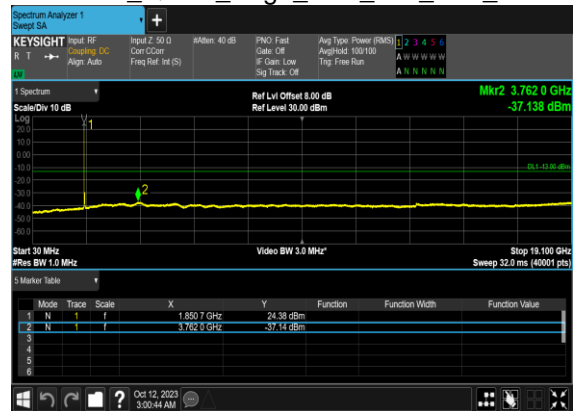 Spectrum Analyzer 1
Swept SA
+
KEYSIGHT Input: RF Input Z: 50 Ω #Atten: 40 dB PNO: Fast Avg Type: Power (RMS) 1 2 3 4 5 6
R T Coupling: DC Corr CCorr Gate: Off Avg|Hold: 100/100 A W W W W W
Align: Auto Freq Ref: Int (S) IF Gain: Low Trig: Free Run
Sig Track: Off A N N N N N
1 Spectrum
Scale/Div 10 dB Ref Lvl Offset 8.00 dB Mkr2 3.762 0 GHz
Ref Level 30.00 dBm -37.138 dBm
Log
20.0
10.0
0.00
-10.0
-20.0
-30.0
-40.0
-50.0
-60.0
1
2
DL1 -13.00 dBm
Start 30 MHz Video BW 3.0 MHz* Stop 19.100 GHz
#Res BW 1.0 MHz Sweep 32.0 ms (40001 pts)
5 Marker Table
Mode Trace Scale X Y Function Function Width Function Value
1 N 1 f 1.850 7 GHz 24.38 dBm
2 N 1 f 3.762 0 GHz -37.14 dBm
3
4
5
6
? Oct 12, 2023
3:00:44 AM